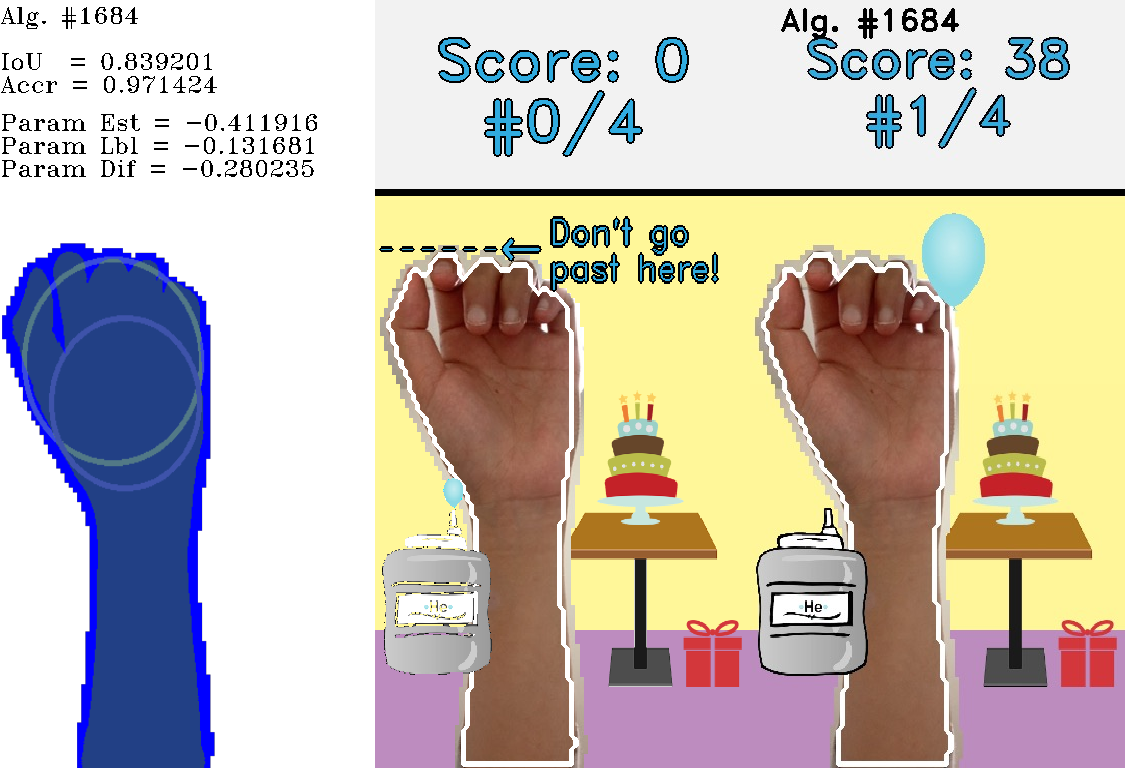 Alg. #1684
IoU = 0.839201
Accr = 0.971424
Param Est = −0.411916
Param Lbl = −0.131681
Param Dif = −0.280235
Score: 0
#0/4
Don't go
past here!
He
Alg. #1684
Score: 38
#1/4
He